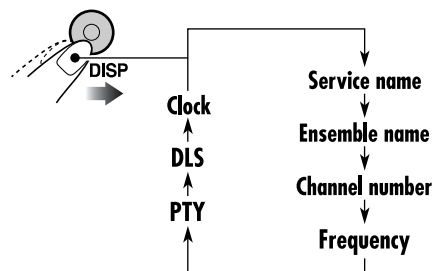 DISP
Service name
Ensemble name
Channel number
Frequency
PTY
DLS
Clock